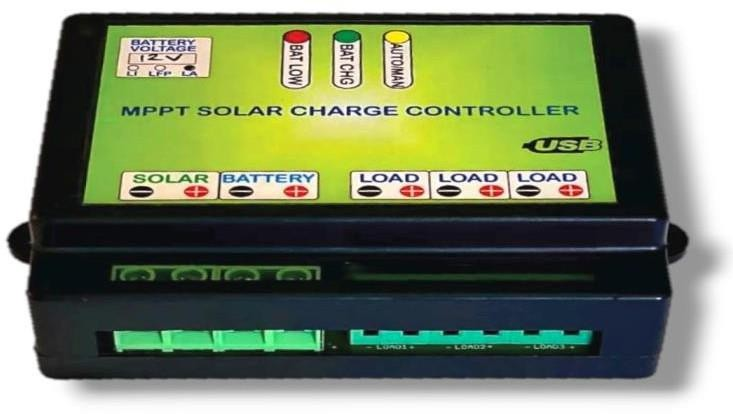 BATTERY
VOLTAGE
12V
LI LFP LA
BAT LOW
BAT CHG
AUTO/MAN
MPPT SOLAR CHARGE CONTROLLER
USB
SOLAR BATTERY LOAD LOAD LOAD
- + - + - + - + - +
- LOAD1 + - LOAD2 + - LOAD3 +